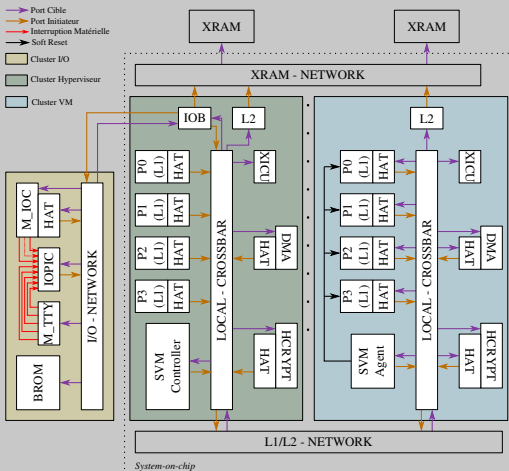 Port Cible
Port Initiateur
Interruption Matérielle
Soft Reset
Cluster I/O
Cluster Hyperviseur
Cluster VM
XRAM
XRAM
XRAM - NETWORK
IOB
L2
P0
(L1)
HAT
P1
(L1)
HAT
P2
(L1)
HAT
P3
(L1)
HAT
SVM
Controller
LOCAL - CROSSBAR
XICU
DMA
HAT
HCRYPT
HAT
L2
P0
(L1)
HAT
P1
(L1)
HAT
P2
(L1)
HAT
P3
(L1)
HAT
SVM
Agent
LOCAL - CROSSBAR
XICU
DMA
HAT
HCRYPT
HAT
M_IOC
HAT
IOPIC
M_TTY
BROM
I/O - NETWORK
L1/L2 - NETWORK
System-on-chip